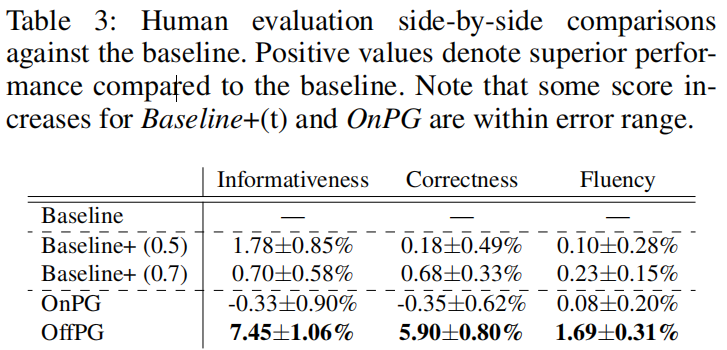 Table 3: Human evaluation side-by-side comparisons
against the baseline. Positive values denote superior perfor-
mance compared to the baseline. Note that some score in-
creases for Baseline+(t) and OnPG are within error range.
Informativeness Correctness Fluency
Baseline — — —
Baseline+ (0.5) 1.78±0.85% 0.18±0.49% 0.10±0.28%
Baseline+ (0.7) 0.70±0.58% 0.68±0.33% 0.23±0.15%
OnPG -0.33±0.90% -0.35±0.62% 0.08±0.20%
OffPG 7.45±1.06% 5.90±0.80% 1.69±0.31%